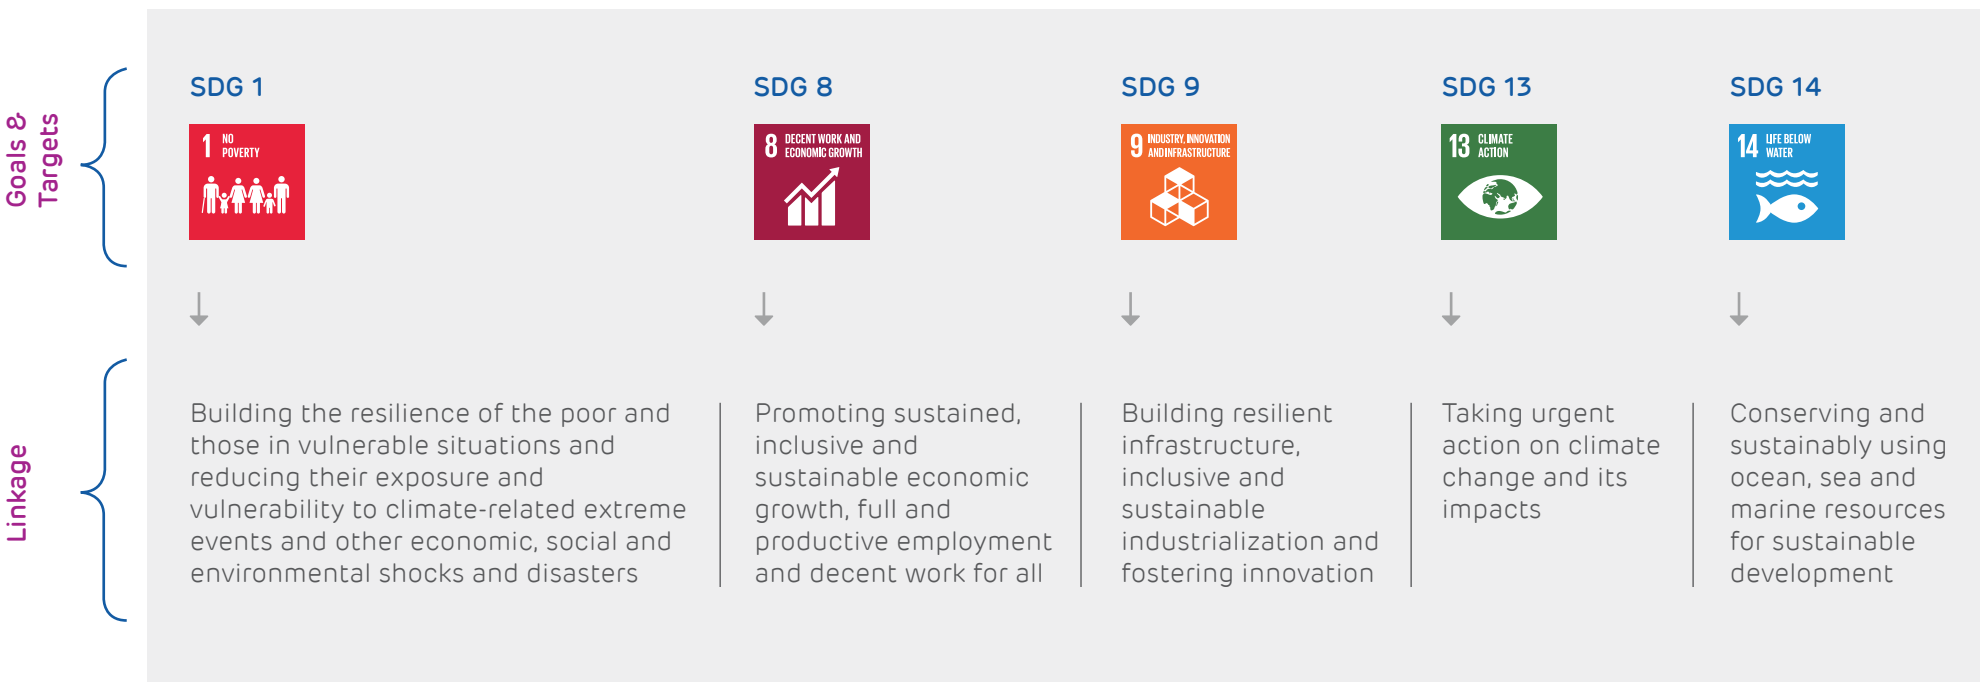 Goals &
Targets
SDG 1
1 NO
POVERTY
SDG 8
8 DECENT WORK AND
ECONOMIC GROWTH
SDG 9
9 INDUSTRY, INNOVATION
AND INFRASTRUCTURE
SDG 13
13 CLIMATE
ACTION
SDG 14
14 LIFE BELOW
WATER
Linkage
Building the resilience of the poor and
those in vulnerable situations and
reducing their exposure and
vulnerability to climate-related extreme
events and other economic, social and
environmental shocks and disasters
Promoting sustained,
inclusive and
sustainable economic
growth, full and
productive employment
and decent work for all
Building resilient
infrastructure,
inclusive and
sustainable
industrialization and
fostering innovation
Taking urgent
action on climate
change and its
impacts
Conserving and
sustainably using
ocean, sea and
marine resources
for sustainable
development